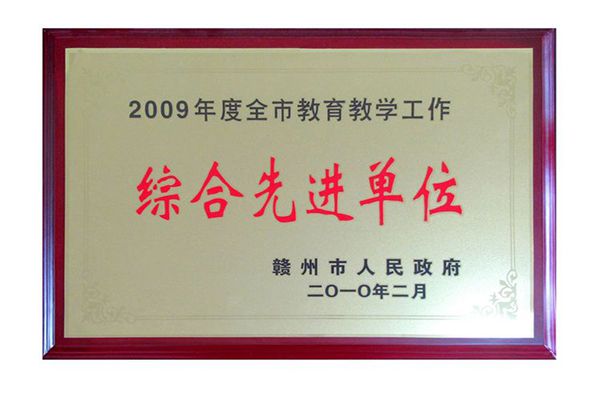 2009年度全市教育教学工作
综合先进单位
赣州市人民政府
二〇一〇年二月